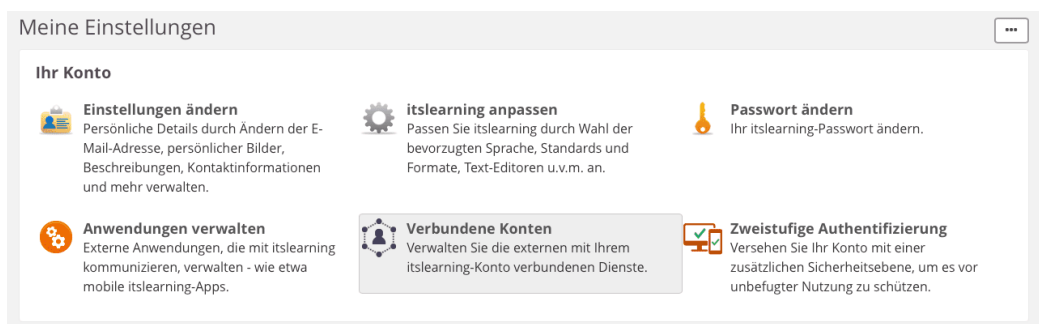 Meine Einstellungen
Ihr Konto
Einstellungen ändern
Persönliche Details durch Ändern der E-
Mail-Adresse, persönlicher Bilder,
Beschreibungen, Kontaktinformationen
und mehr verwalten.
itslearning anpassen
Passen Sie itslearning durch Wahl der
bevorzugten Sprache, Standards und
Formate, Text-Editoren u.v.m. an.
Passwort ändern
Ihr itslearning-Passwort ändern.
Anwendungen verwalten
Externe Anwendungen, die mit itslearning
kommunizieren, verwalten - wie etwa
mobile itslearning-Apps.
Verbundene Konten
Verwalten Sie die externen mit Ihrem
itslearning-Konto verbundenen Dienste.
Zweistufige Authentifizierung
Versehen Sie Ihr Konto mit einer
zusätzlichen Sicherheitsebene, um es vor
unbefugter Nutzung zu schützen.